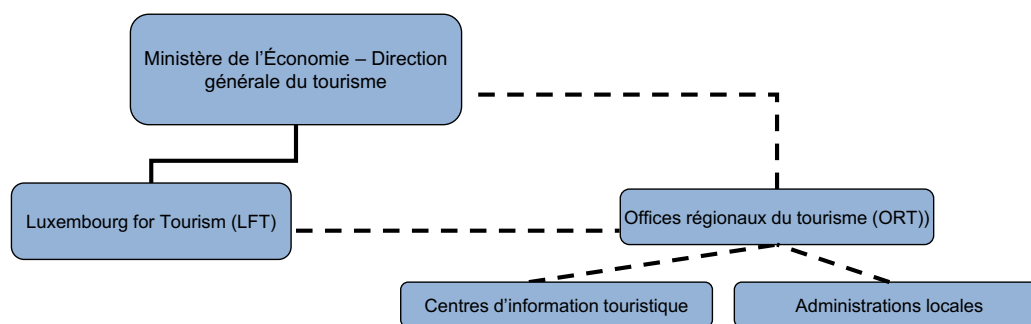 Ministère de l’Économie – Direction
générale du tourisme
Luxembourg for Tourism (LFT)
Offices régionaux du tourisme (ORT))
Centres d’information touristique
Administrations locales